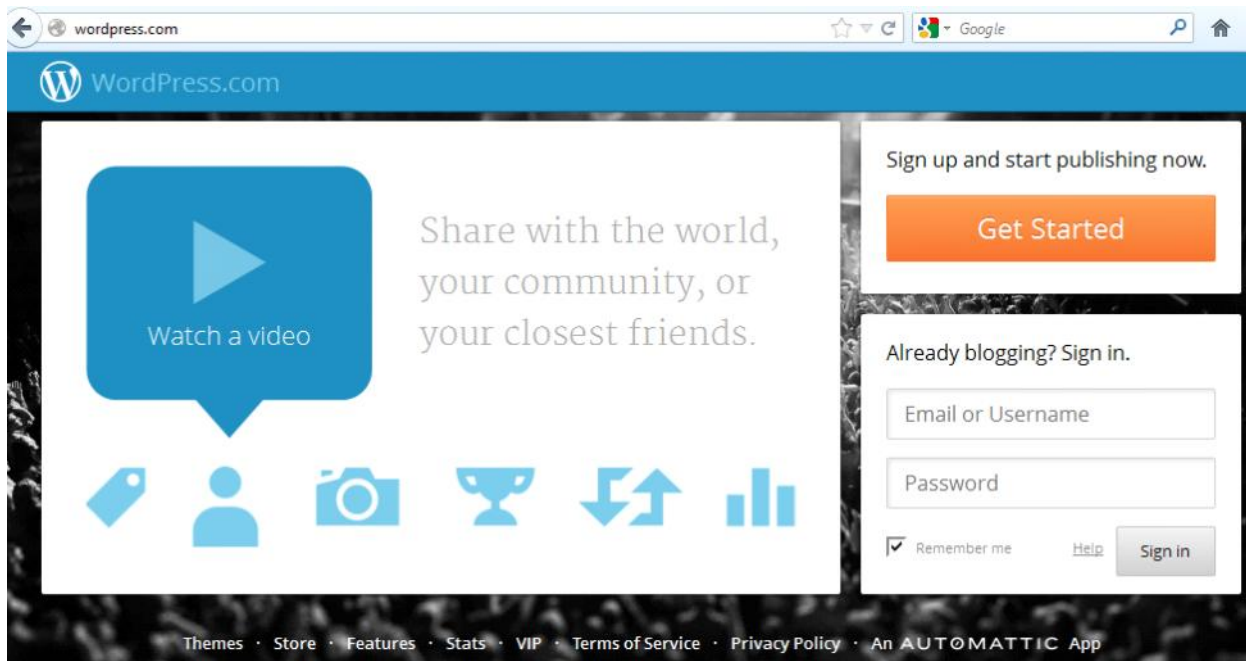 wordpress.com
Google
WordPress.com
Share with the world,
your community, or
your closest friends.
Watch a video
Sign up and start publishing now.
Get Started
Already blogging? Sign in.
Email or Username
Password
Remember me
Help
Sign in
Themes · Store · Features · Stats · VIP · Terms of Service · Privacy Policy · An AUTOMATTIC App